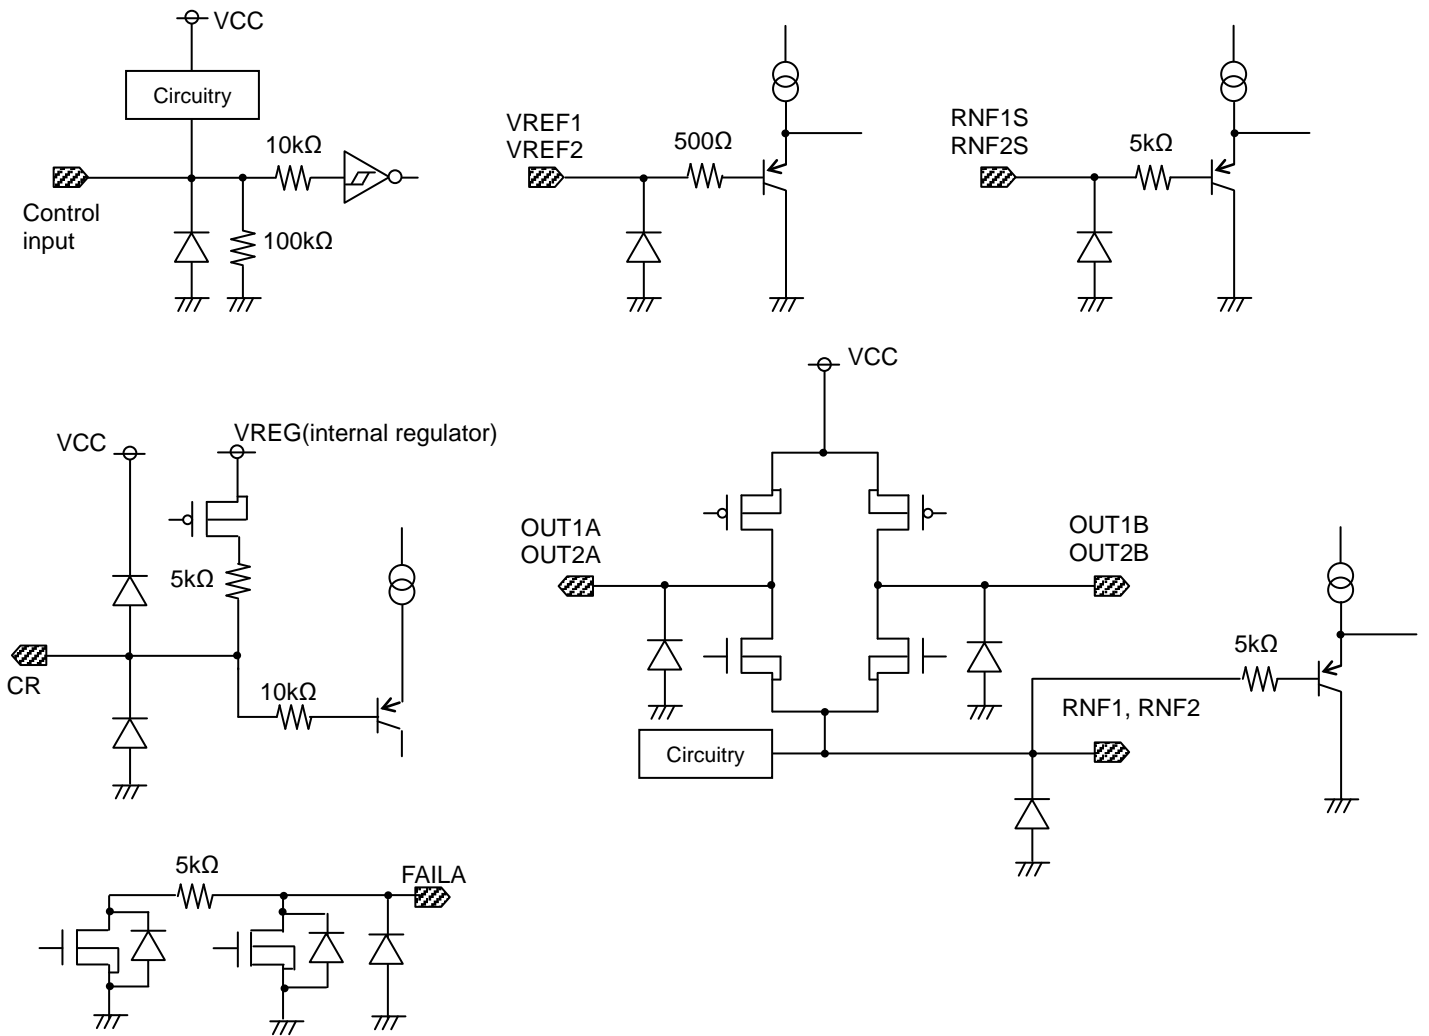 VCC
Circuitry
10kΩ
Control
input
100kΩ
VREF1
VREF2
500Ω
RNF1S
RNF2S
5kΩ
VCC
VREG(internal regulator)
5kΩ
CR
10kΩ
VCC
OUT1A
OUT2A
OUT1B
OUT2B
5kΩ
RNF1, RNF2
Circuitry
5kΩ
FAILA